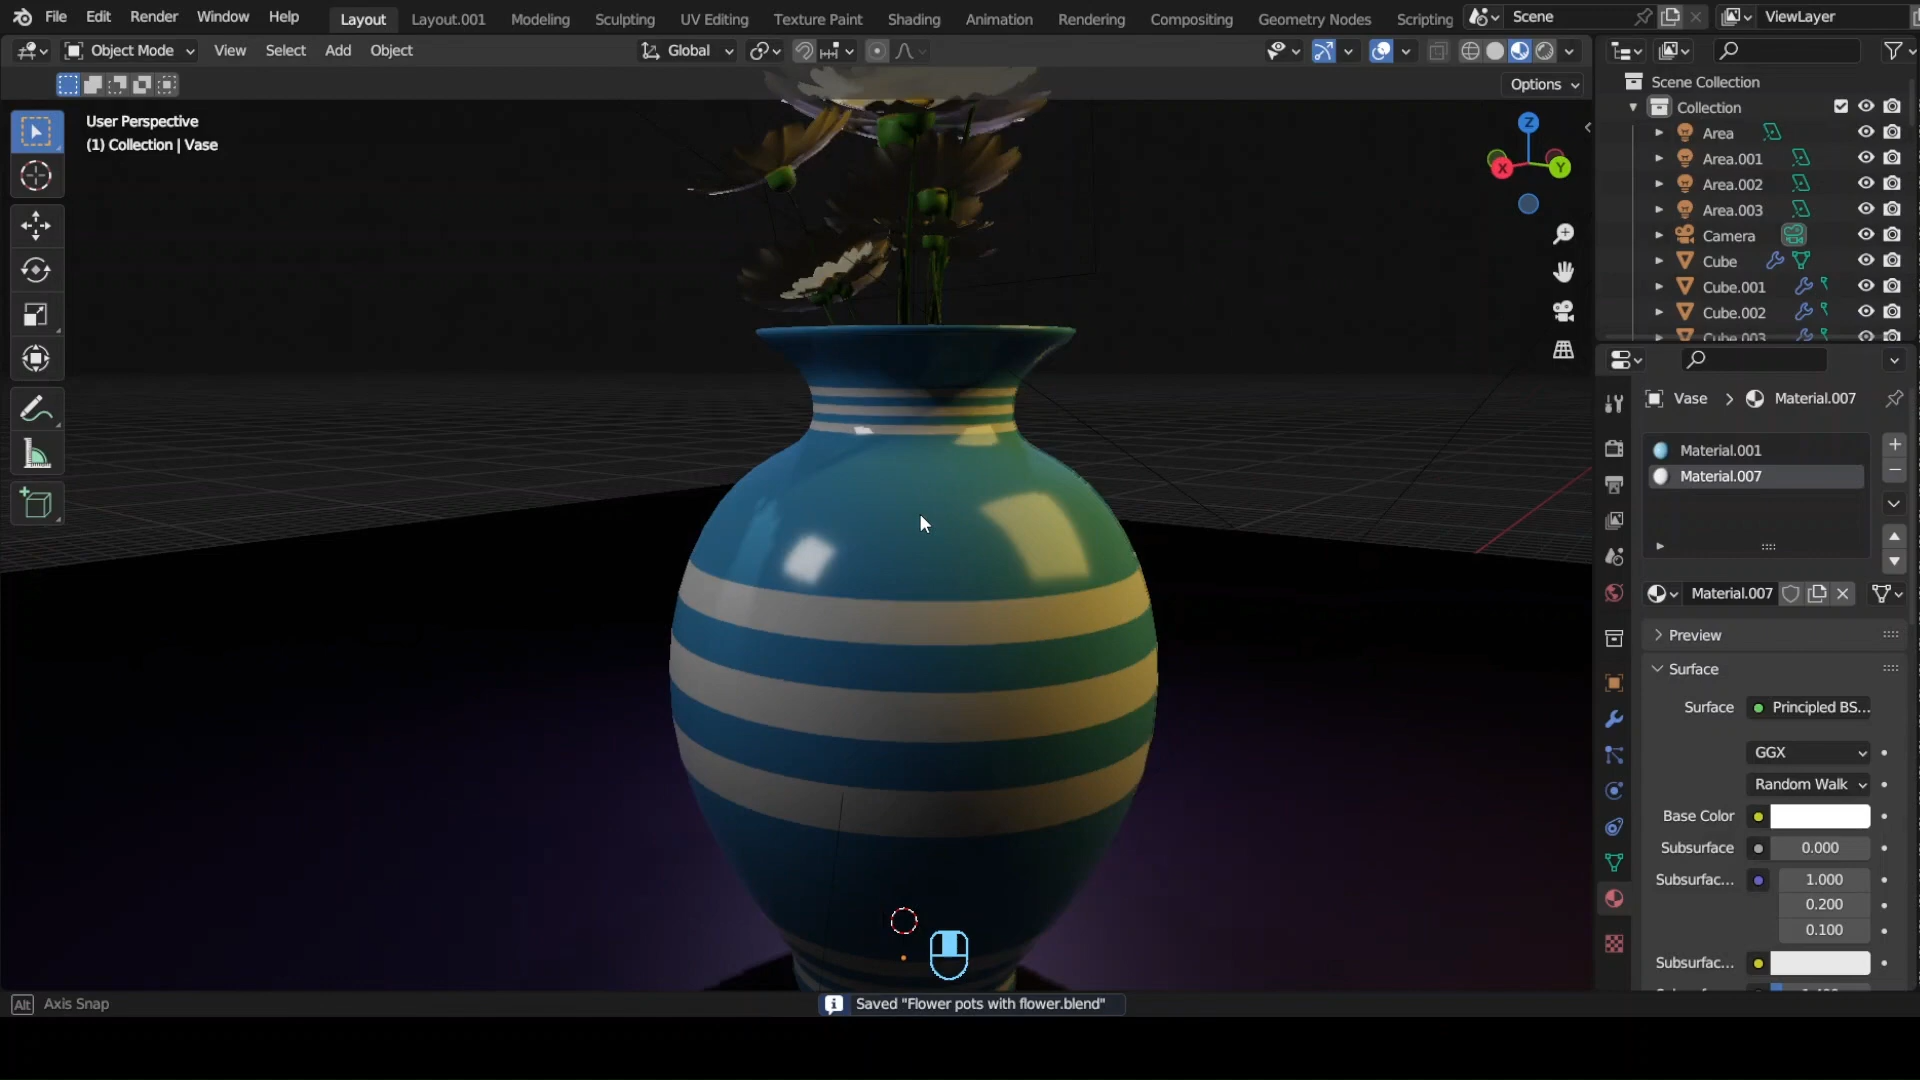 File Edit Render Window Help Layout Layout.001 Modeling Sculpting UV Editing Texture Paint Shading Animation Rendering Compositing Geometry Nodes Scripting Scene ViewLayer
Object Mode View Select Add Object Global
Options
User Perspective
(1) Collection | Vase
Z
X
Y
Scene Collection
Collection
Area
Area.001
Area.002
Area.003
Camera
Cube
Cube.001
Cube.002
Cube.003
Vase > Material.007
Material.001
Material.007
Material.007
Preview
Surface
Surface Principled BS...
GGX
Random Walk
Base Color
Subsurface 0.000
Subsurfac... 1.000
0.200
0.100
Subsurfac...
Alt Axis Snap
Saved "Flower pots with flower.blend"